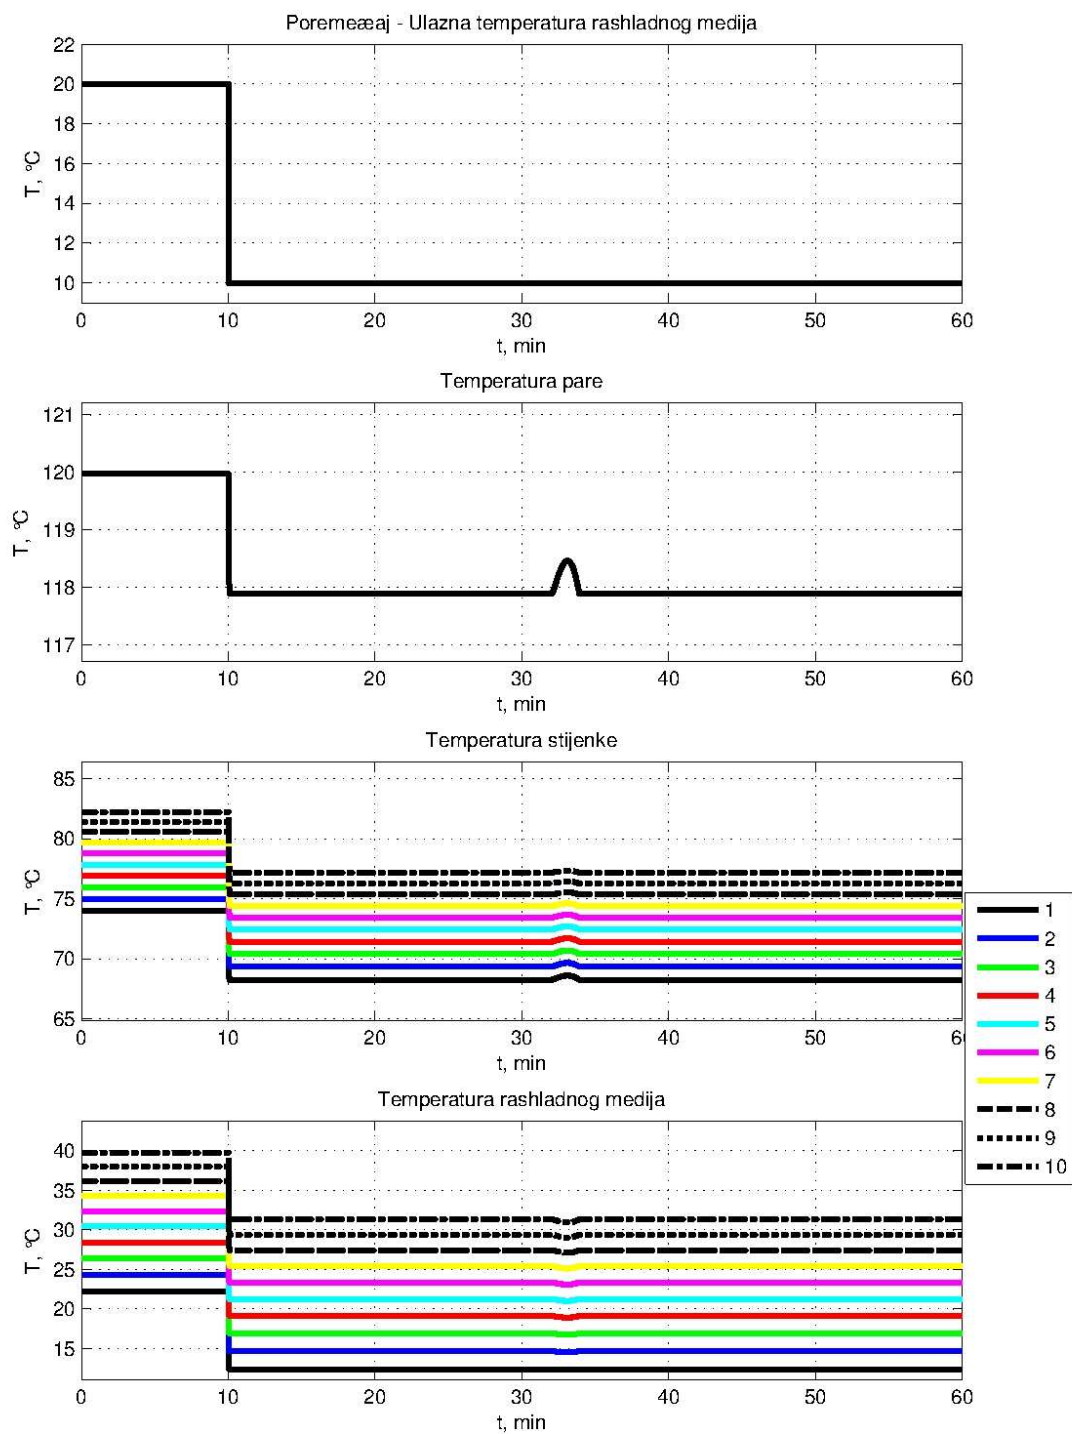 Poremeæaj - Ulazna temperatura rashladnog medija
22
20
18
16
14
12
10
T, °C
0 10 20 30 40 50 60
t, min
Temperatura pare
121
120
119
118
117
T, °C
0 10 20 30 40 50 60
t, min
Temperatura stijenke
85
80
75
70
65
T, °C
0 10 20 30 40 50 6
t, min
1
2
3
4
5
6
7
8
9
10
Temperatura rashladnog medija
40
35
30
25
20
15
T, °C
0 10 20 30 40 50 60
t, min